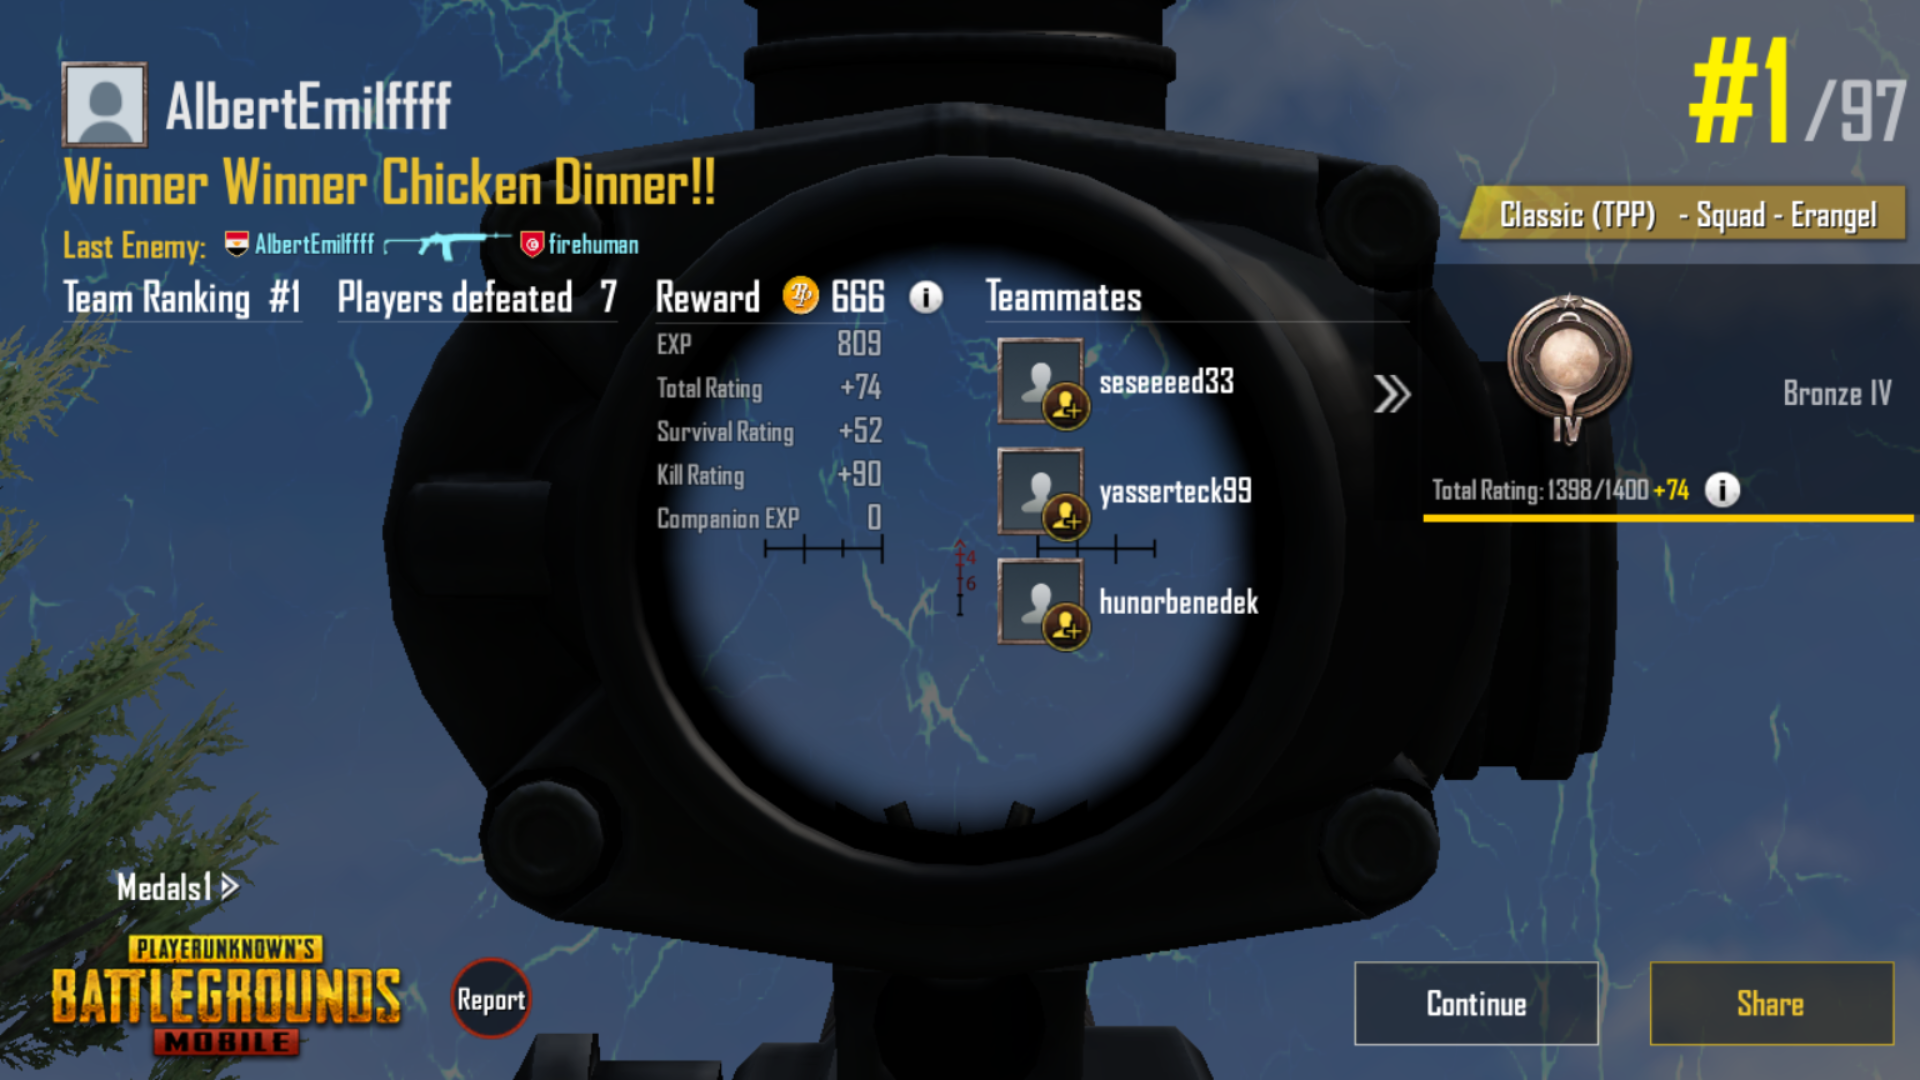 AlbertEmilffff
#1/97
Winner Winner Chicken Dinner!!
Classic (TPP) - Squad - Erangel
Last Enemy: AlbertEmilffff firehuman
Team Ranking #1 Players defeated 7
Reward 666
EXP 809
Total Rating +74
Survival Rating +52
Kill Rating +90
Companion EXP 0
Teammates
seseeeed33
yasserteck99
hunorbenedek
4
6
IV
Bronze IV
Total Rating: 1398/1400 +74
Medals1
PLAYERUNKNOWN'S
BATTLEGROUNDS
MOBILE
Report
Continue
Share